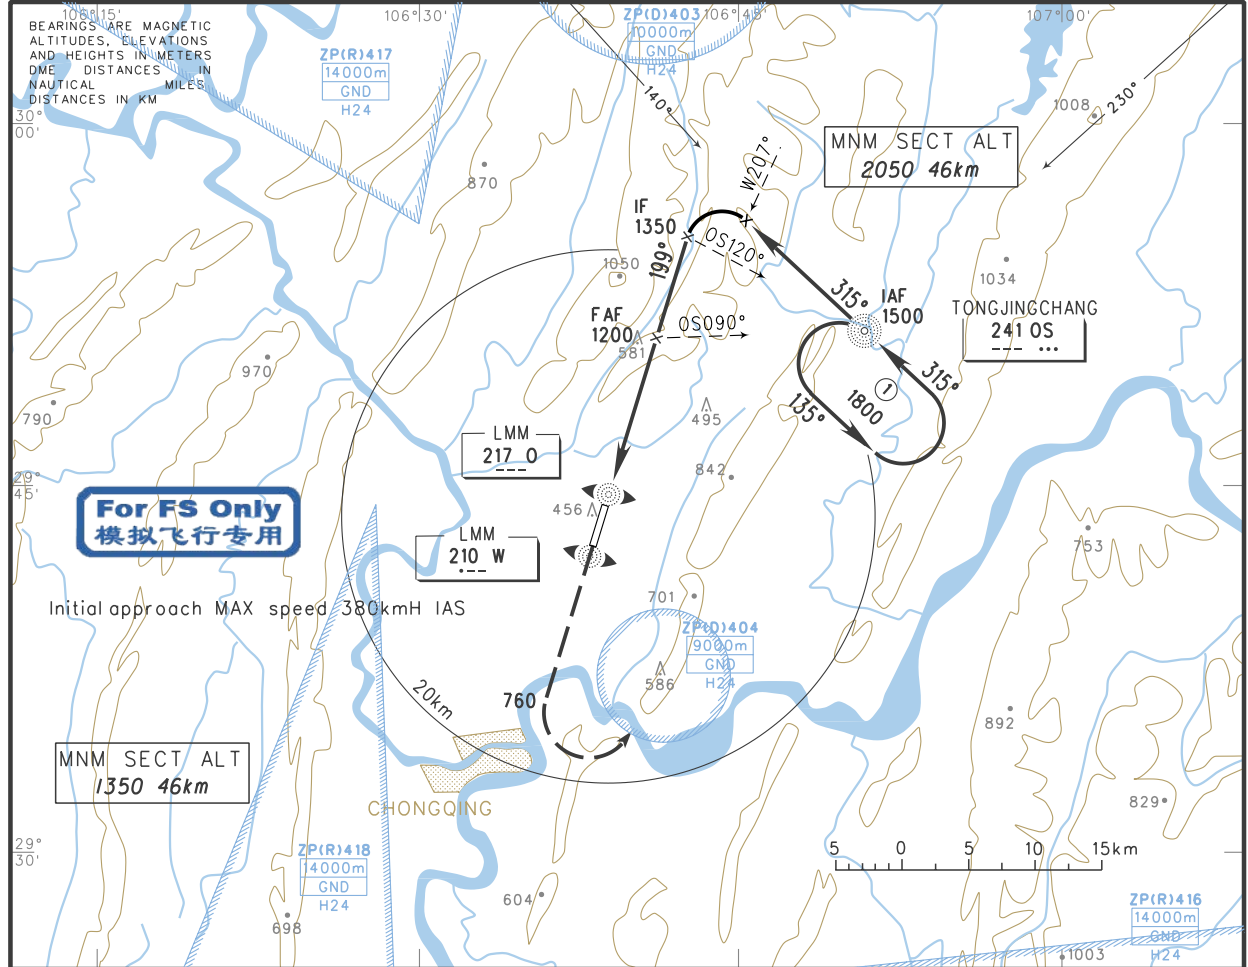 106°15'
106°30'
106°45'
107°00'
BEARINGS ARE MAGNETIC
ALTITUDES, ELEVATIONS
AND HEIGHTS IN METERS
DME DISTANCES IN
NAUTICAL MILES
DISTANCES IN KM
ZP(R)417
14000m
GND
H24
ZP(D)403
10000m
GND
H24
140°
230°
1008
30°
00'
MNM SECT ALT
2050 46km
870
W207°
IF
1350
OS120°
199°
1050
1034
315°
IAF
1500
TONGJINGCHANG
241 OS
--- ···
FAF
1200
OS090°
581
970
315°
1
1800
135°
790
495
LMM
217 O
---
842
29°
45'
456
For FS Only
模拟飞行专用
LMM
210 W
·--
753
Initial approach MAX speed 380kmH IAS
701
ZP(D)404
9000m
GND
H24
586
20km
760
892
MNM SECT ALT
1350 46km
CHONGQING
829
29°
30'
5 0 5 10 15km
ZP(R)418
14000m
GND
H24
604
698
ZP(R)416
14000m
GND
H24
1003